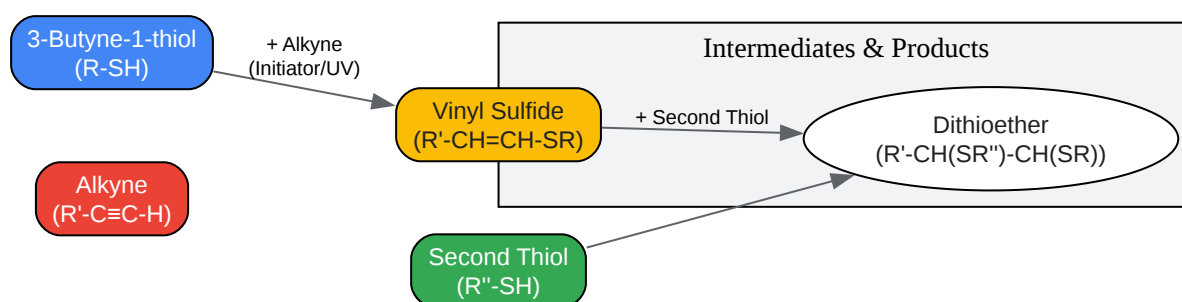 3-Butyne-1-thiol
(R-SH)
+ Alkyne
(Initiator/UV)
Intermediates & Products
Vinyl Sulfide
(R'-CH=CH-SR)
+ Second Thiol
Dithioether
(R'-CH(SR'')-CH(SR))
Alkyne
(R'-C≡C-H)
Second Thiol
(R''-SH)